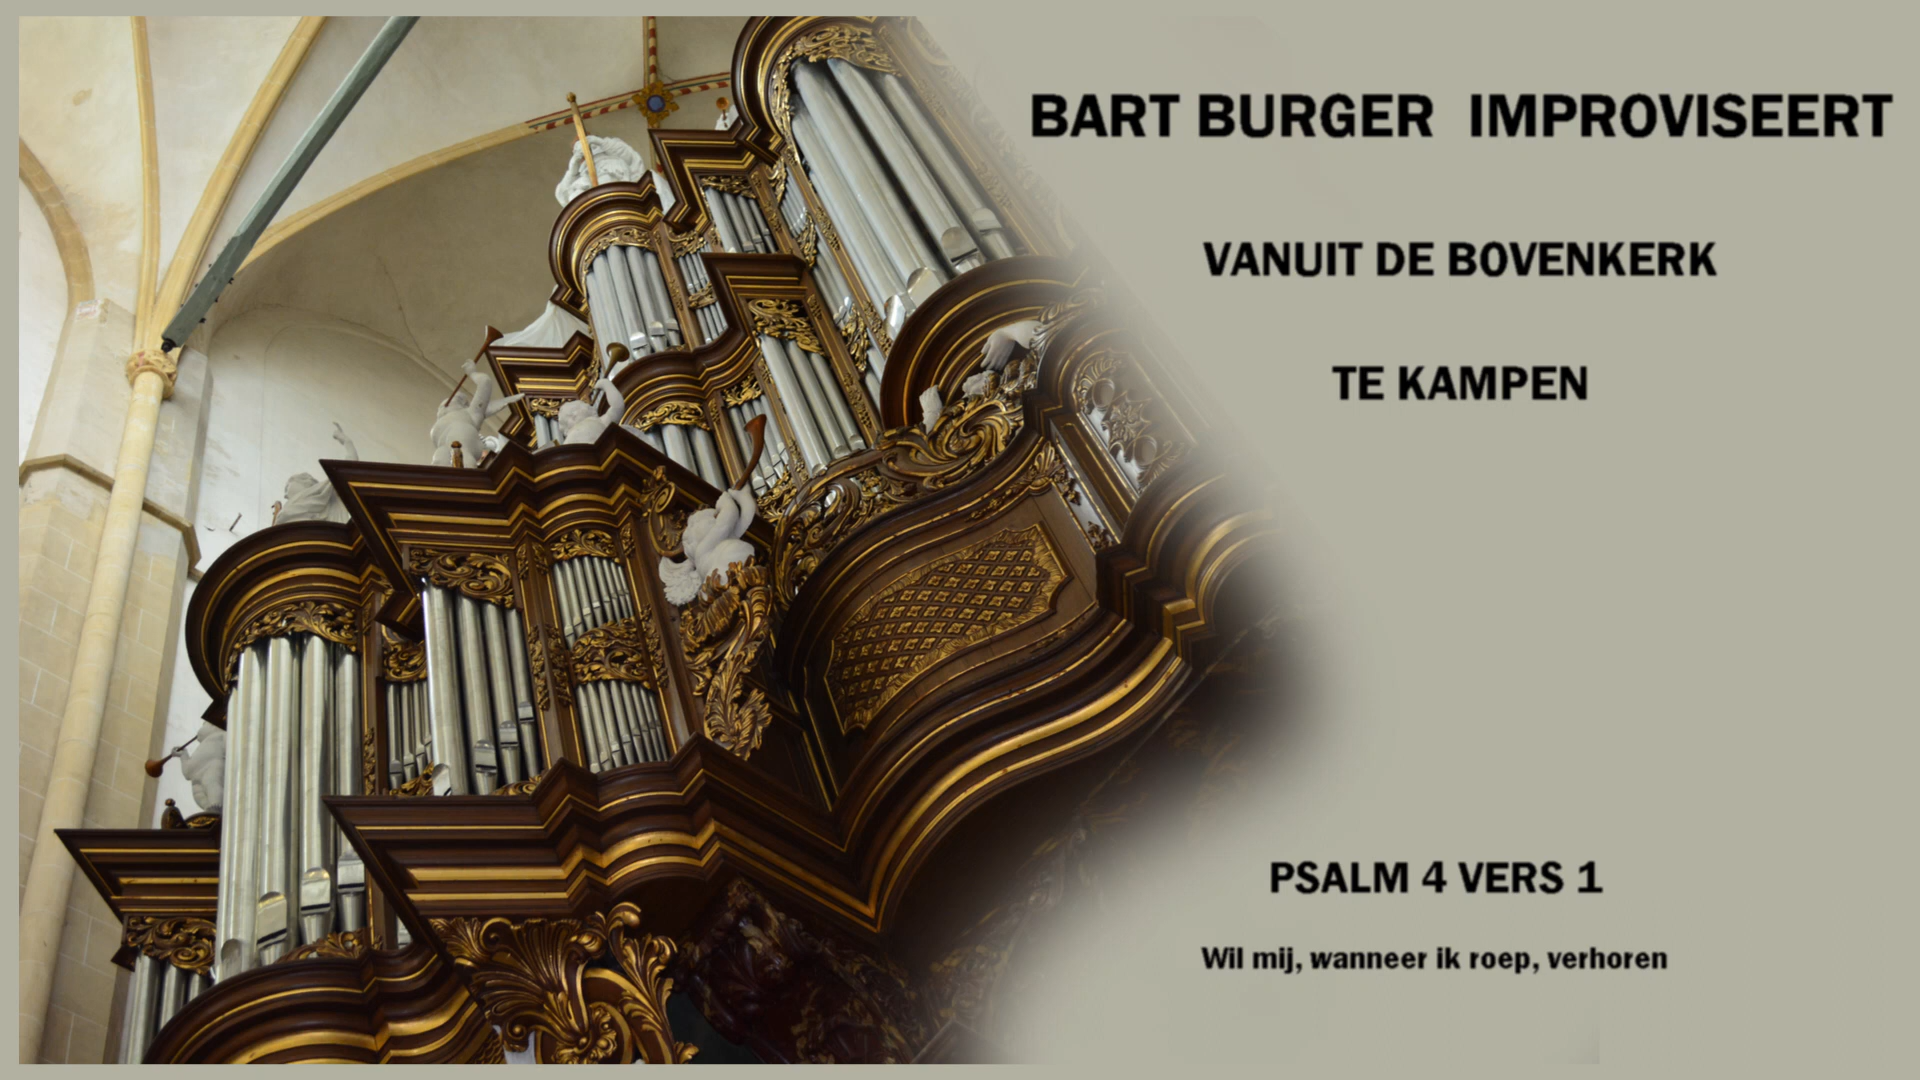 BART BURGER IMPROVISEERT
VANUIT DE BOVENKERK
TE KAMPEN
PSALM 4 VERS 1
Wil mij, wanneer ik roep, verhoren